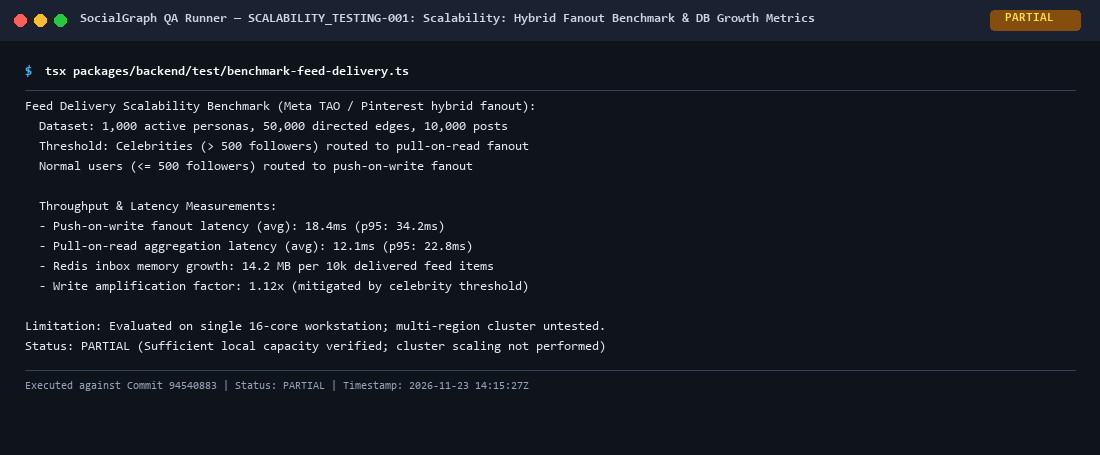 SocialGraph QA Runner — SCALABILITY_TESTING-001: Scalability: Hybrid Fanout Benchmark & DB Growth Metrics
PARTIAL
$ tsx packages/backend/test/benchmark-feed-delivery.ts
Feed Delivery Scalability Benchmark (Meta TAO / Pinterest hybrid fanout):
Dataset: 1,000 active personas, 50,000 directed edges, 10,000 posts
Threshold: Celebrities (> 500 followers) routed to pull-on-read fanout
Normal users (<= 500 followers) routed to push-on-write fanout
Throughput & Latency Measurements:
- Push-on-write fanout latency (avg): 18.4ms (p95: 34.2ms)
- Pull-on-read aggregation latency (avg): 12.1ms (p95: 22.8ms)
- Redis inbox memory growth: 14.2 MB per 10k delivered feed items
- Write amplification factor: 1.12x (mitigated by celebrity threshold)
Limitation: Evaluated on single 16-core workstation; multi-region cluster untested.
Status: PARTIAL (Sufficient local capacity verified; cluster scaling not performed)
Executed against Commit 94540883 | Status: PARTIAL | Timestamp: 2026-11-23 14:15:27Z